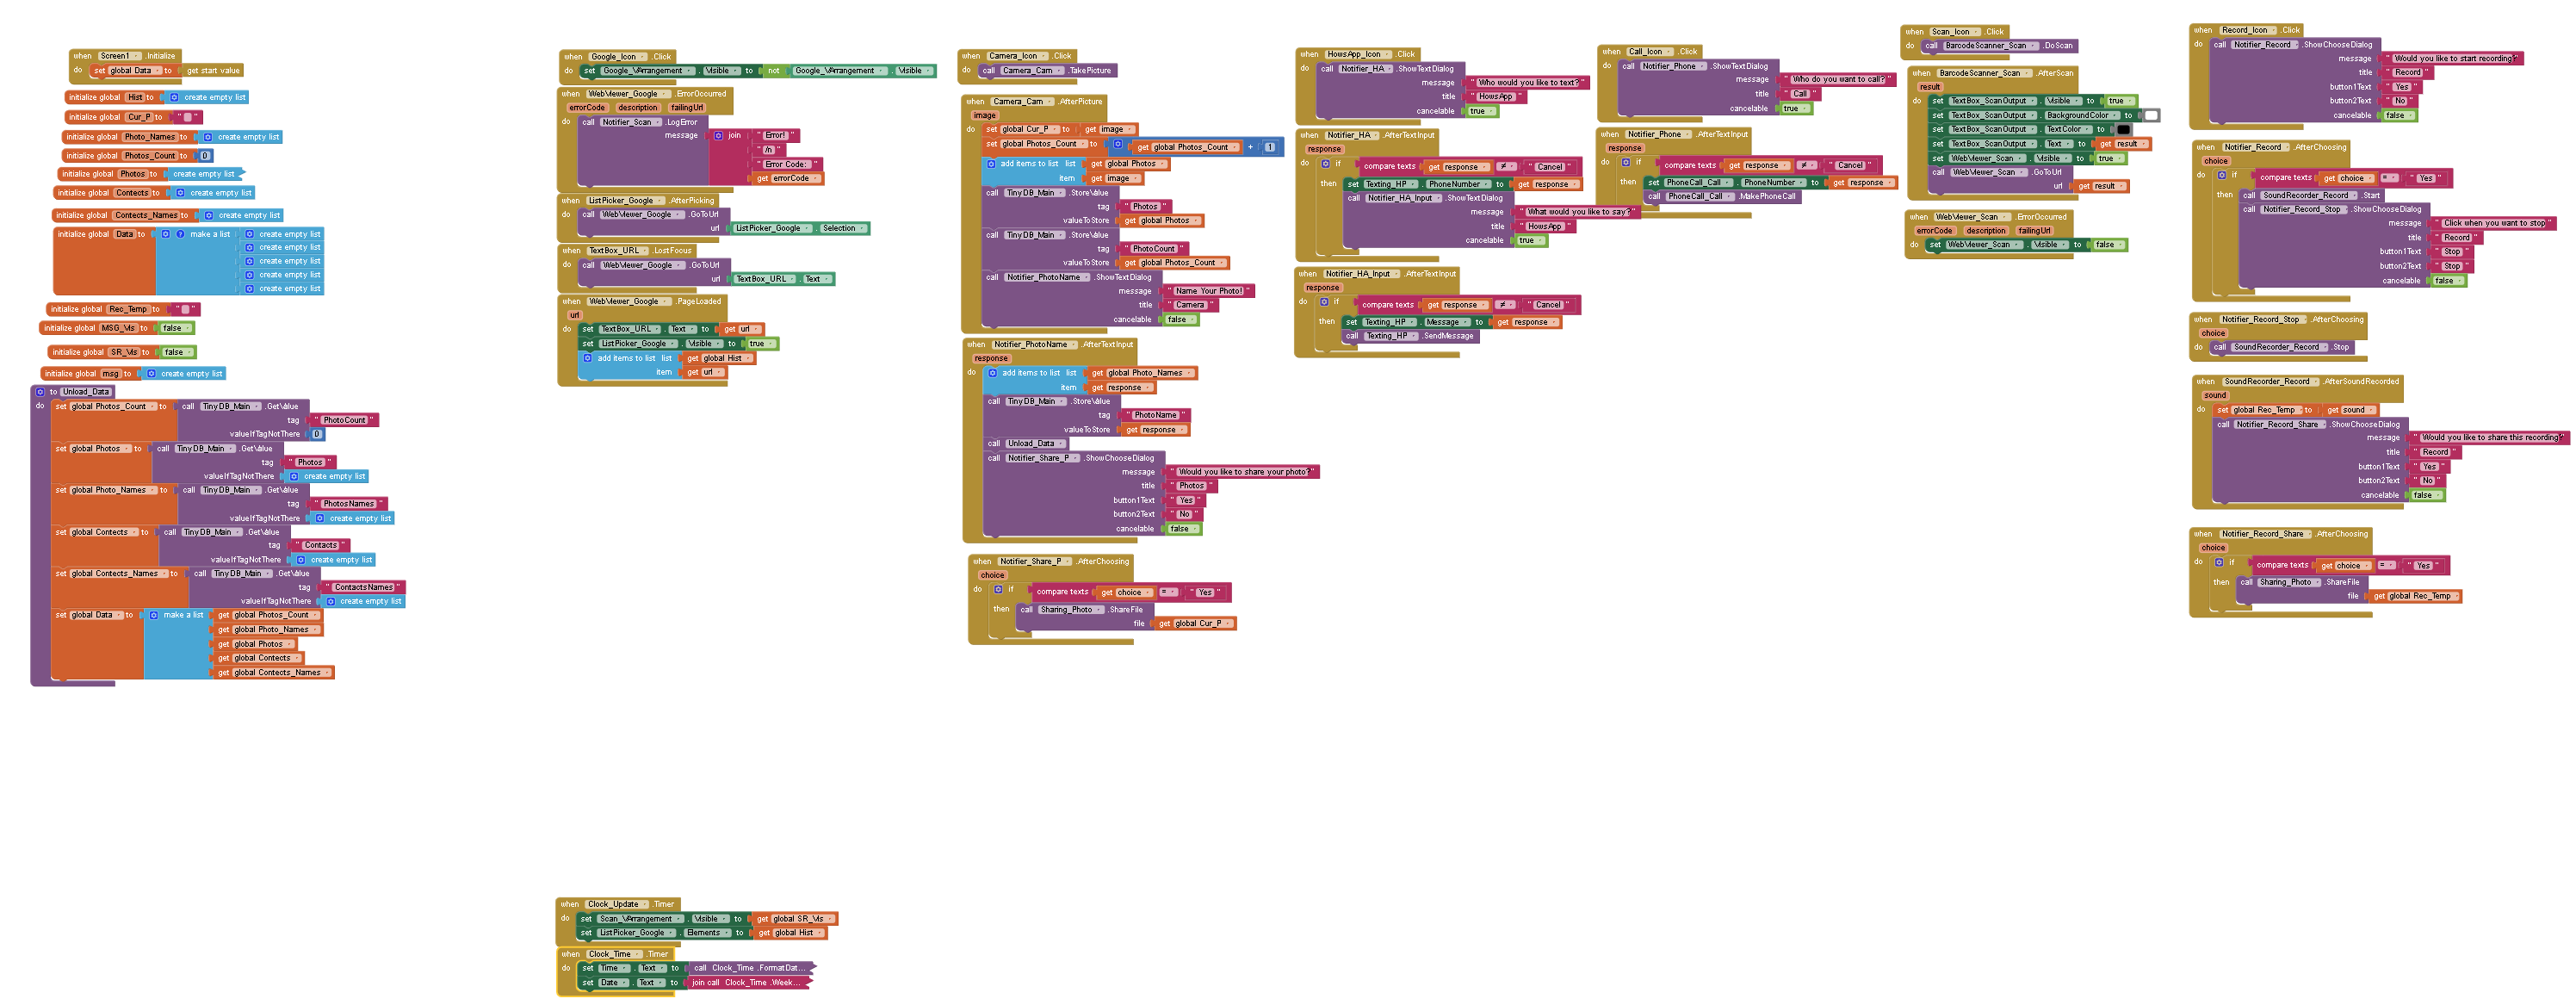 when Screen1 .Initialize
do set global Data to get start value
initialize global Hist to create empty list
initialize global Cur_P to " "
initialize global Photo_Names to create empty list
initialize global Photos_Count to 0
initialize global Photos to create empty list
initialize global Contects to create empty list
initialize global Contects_Names to create empty list
initialize global Data to ? make a list create empty list
create empty list
create empty list
create empty list
create empty list
initialize global Rec_Temp to " "
initialize global MSG_Vis to false
initialize global SR_Vis to false
initialize global msg to create empty list
to Unload_Data
do set global Photos_Count to call TinyDB_Main .GetValue
tag " PhotoCount "
valueIfTagNotThere 0
set global Photos to call TinyDB_Main .GetValue
tag " Photos "
valueIfTagNotThere create empty list
set global Photo_Names to call TinyDB_Main .GetValue
tag " PhotosNames "
valueIfTagNotThere create empty list
set global Contects to call TinyDB_Main .GetValue
tag " Contacts "
valueIfTagNotThere create empty list
set global Contects_Names to call TinyDB_Main .GetValue
tag " ContactsNames "
valueIfTagNotThere create empty list
set global Data to make a list get global Photos_Count
get global Photo_Names
get global Photos
get global Contects
get global Contects_Names
when Google_Icon .Click
do set Google_VArrangement . Visible to not Google_VArrangement . Visible
when WebViewer_Google .ErrorOccurred
errorCode description failingUrl
do call Notifier_Scan .LogError
message join " Error! "
" /n "
" Error Code: "
get errorCode
when ListPicker_Google .AfterPicking
do call WebViewer_Google .GoToUrl
url ListPicker_Google . Selection
when TextBox_URL .LostFocus
do call WebViewer_Google .GoToUrl
url TextBox_URL . Text
when WebViewer_Google .PageLoaded
url
do set TextBox_URL . Text to get url
set ListPicker_Google . Visible to true
add items to list list get global Hist
item get url
when Clock_Update .Timer
do set Scan_VArrangement . Visible to get global SR_Vis
set ListPicker_Google . Elements to get global Hist
when Clock_Time .Timer
do set Time . Text to call Clock_Time .FormatDat...
set Date . Text to join call Clock_Time .Week...
when Camera_Icon .Click
do call Camera_Cam .TakePicture
when Camera_Cam .AfterPicture
image
do set global Cur_P to get image
set global Photos_Count to get global Photos_Count + 1
add items to list list get global Photos
item get image
call TinyDB_Main .StoreValue
tag " Photos "
valueToStore get global Photos
call TinyDB_Main .StoreValue
tag " PhotoCount "
valueToStore get global Photos_Count
call Notifier_PhotoName .ShowTextDialog
message " Name Your Photo! "
title " Camera "
cancelable false
when Notifier_PhotoName .AfterTextInput
response
do add items to list list get global Photo_Names
item get response
call TinyDB_Main .StoreValue
tag " PhotoName "
valueToStore get response
call Unload_Data
call Notifier_Share_P .ShowChooseDialog
message " Would you like to share your photo? "
title " Photos "
button1Text " Yes "
button2Text " No "
cancelable false
when Notifier_Share_P .AfterChoosing
choice
do if compare texts get choice = " Yes "
then call Sharing_Photo .ShareFile
file get global Cur_P
when HowsApp_Icon .Click
do call Notifier_HA .ShowTextDialog
message " Who would you like to text? "
title " HowsApp "
cancelable true
when Notifier_HA .AfterTextInput
response
do if compare texts get response ≠ " Cancel "
then set Texting_HP . PhoneNumber to get response
call Notifier_HA_Input .ShowTextDialog
message " What would you like to say? "
title " HowsApp "
cancelable true
when Notifier_HA_Input .AfterTextInput
response
do if compare texts get response ≠ " Cancel "
then set Texting_HP . Message to get response
call Texting_HP .SendMessage
when Call_Icon .Click
do call Notifier_Phone .ShowTextDialog
message " Who do you want to call? "
title " Call "
cancelable true
when Notifier_Phone .AfterTextInput
response
do if compare texts get response ≠ " Cancel "
then set PhoneCall_Call . PhoneNumber to get response
call PhoneCall_Call .MakePhoneCall
when Scan_Icon .Click
do call BarcodeScanner_Scan .DoScan
when BarcodeScanner_Scan .AfterScan
result
do set TextBox_ScanOutput . Visible to true
set TextBox_ScanOutput . BackgroundColor to
set TextBox_ScanOutput . TextColor to
set TextBox_ScanOutput . Text to get result
set WebViewer_Scan . Visible to true
call WebViewer_Scan .GoToUrl
url get result
when WebViewer_Scan .ErrorOccurred
errorCode description failingUrl
do set WebViewer_Scan . Visible to false
when Record_Icon .Click
do call Notifier_Record .ShowChooseDialog
message " Would you like to start recording? "
title " Record "
button1Text " Yes "
button2Text " No "
cancelable false
when Notifier_Record .AfterChoosing
choice
do if compare texts get choice = " Yes "
then call SoundRecorder_Record .Start
call Notifier_Record_Stop .ShowChooseDialog
message " Click when you want to stop "
title " Record "
button1Text " Stop "
button2Text " Stop "
cancelable false
when Notifier_Record_Stop .AfterChoosing
choice
do call SoundRecorder_Record .Stop
when SoundRecorder_Record .AfterSoundRecorded
sound
do set global Rec_Temp to get sound
call Notifier_Record_Share .ShowChooseDialog
message " Would you like to share this recording? "
title " Record "
button1Text " Yes "
button2Text " No "
cancelable false
when Notifier_Record_Share .AfterChoosing
choice
do if compare texts get choice = " Yes "
then call Sharing_Photo .ShareFile
file get global Rec_Temp